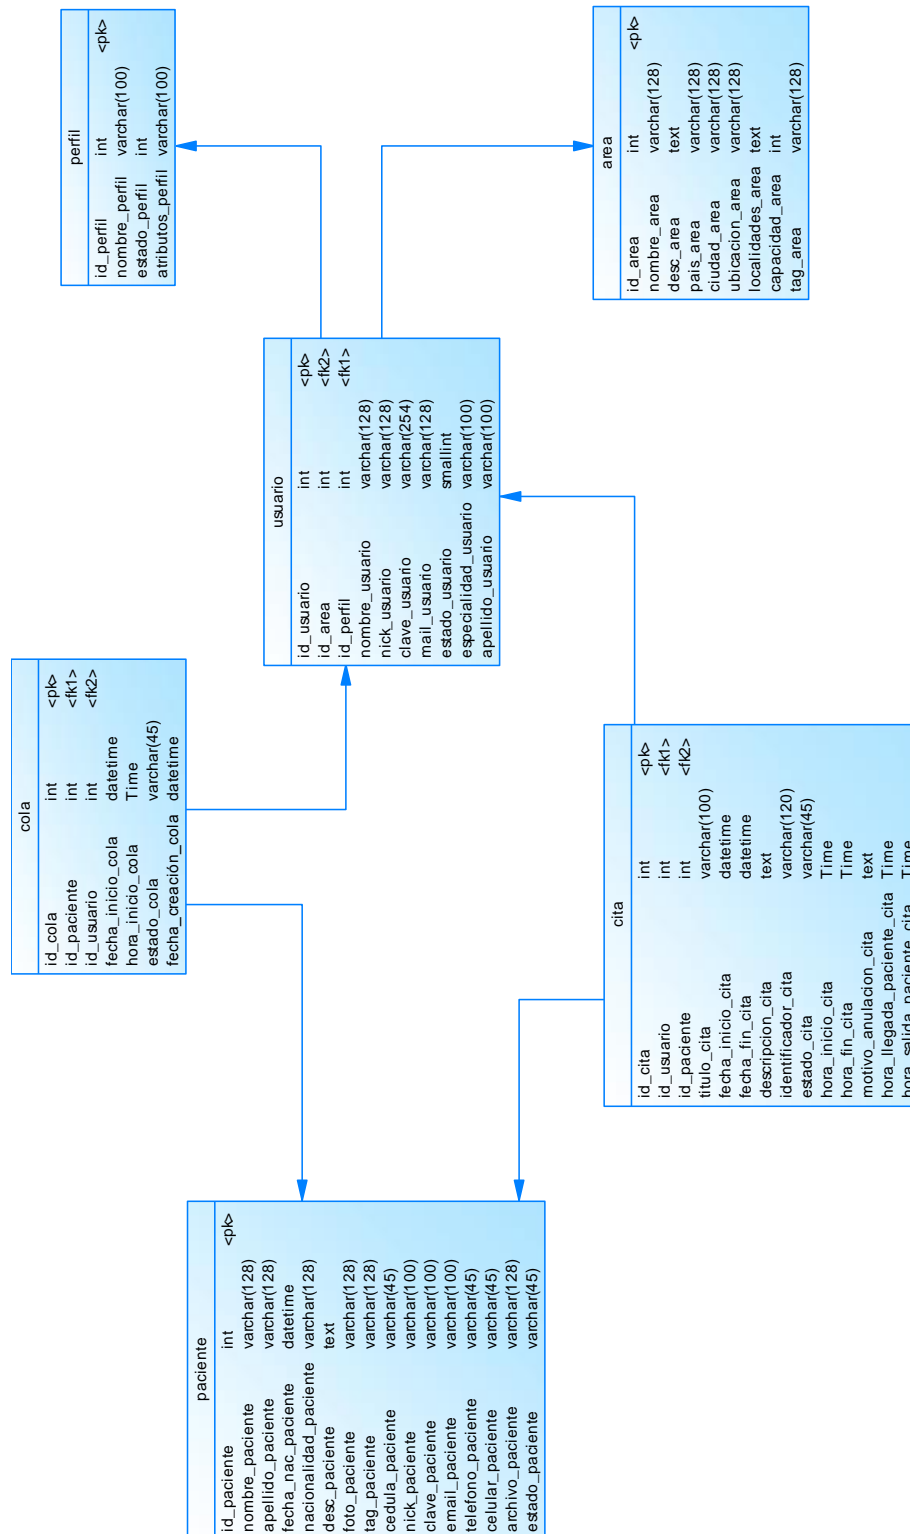 perfil
id_perfil int <pk>
nombre_perfil varchar(100)
estado_perfil int
atributos_perfil varchar(100)
area
id_area int <pk>
nombre_area varchar(128)
desc_area text
pais_area varchar(128)
ciudad_area varchar(128)
ubicacion_area varchar(128)
localidades_area text
capacidad_area int
tag_area varchar(128)
usuario
id_usuario int <pk>
id_area int <fk2>
id_perfil int <fk1>
nombre_usuario varchar(128)
nick_usuario varchar(128)
clave_usuario varchar(254)
mail_usuario varchar(128)
estado_usuario smallint
especialidad_usuario varchar(100)
apellido_usuario varchar(100)
cola
id_cola int <pk>
id_paciente int <fk1>
id_usuario int <fk2>
fecha_inicio_cola datetime
hora_inicio_cola Time
estado_cola varchar(45)
fecha_creación_cola datetime
cita
id_cita int <pk>
id_usuario int <fk1>
id_paciente int <fk2>
titulo_cita varchar(100)
fecha_inicio_cita datetime
fecha_fin_cita datetime
descripcion_cita text
identificador_cita varchar(120)
estado_cita varchar(45)
hora_inicio_cita Time
hora_fin_cita Time
motivo_anulacion_cita text
hora_llegada_paciente_cita Time
hora_salida_paciente_cita Time
paciente
id_paciente int <pk>
nombre_paciente varchar(128)
apellido_paciente varchar(128)
fecha_nac_paciente datetime
nacionalidad_paciente varchar(128)
desc_paciente text
foto_paciente varchar(128)
tag_paciente varchar(128)
cedula_paciente varchar(45)
nick_paciente varchar(100)
clave_paciente varchar(100)
email_paciente varchar(100)
telefono_paciente varchar(45)
celular_paciente varchar(45)
archivo_paciente varchar(128)
estado_paciente varchar(45)